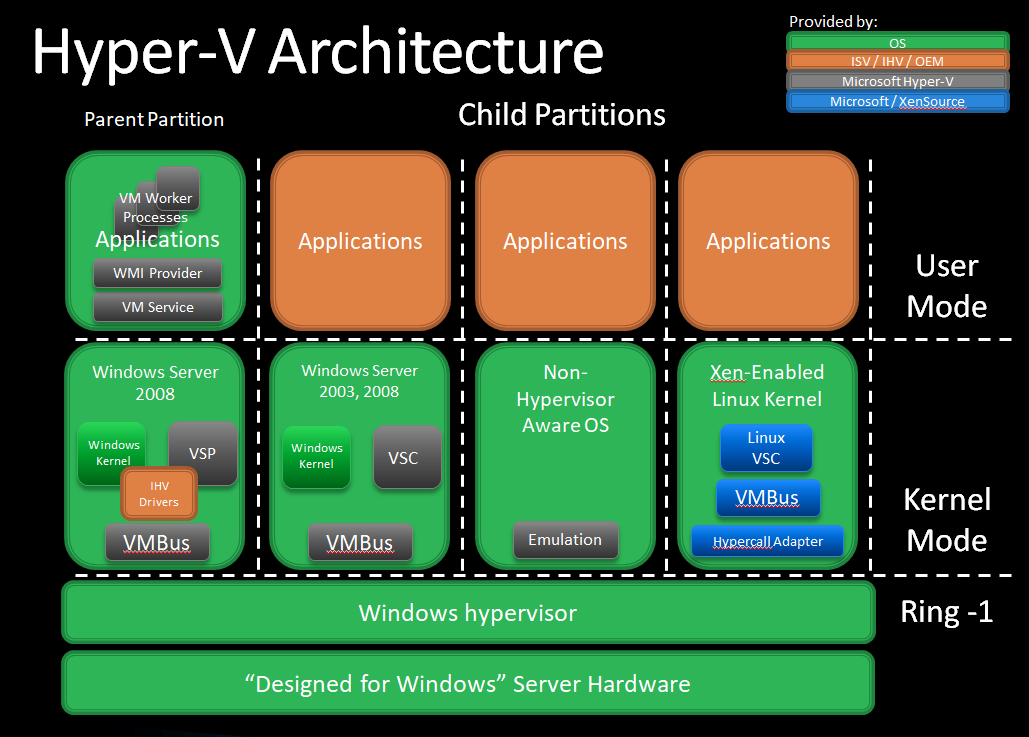 Hyper-V Architecture
Provided by:
OS
ISV / IHV / OEM
Microsoft Hyper-V
Microsoft / XenSource
Parent Partition
Child Partitions
VM Worker
Processes
Applications
WMI Provider
VM Service
Applications
Applications
Applications
User
Mode
Windows Server
2008
Windows
Kernel
VSP
IHV
Drivers
VMBus
Windows Server
2003, 2008
Windows
Kernel
VSC
VMBus
Non-
Hypervisor
Aware OS
Emulation
Xen-Enabled
Linux Kernel
Linux
VSC
VMBus
Hypercall Adapter
Kernel
Mode
Windows hypervisor
Ring -1
“Designed for Windows” Server Hardware